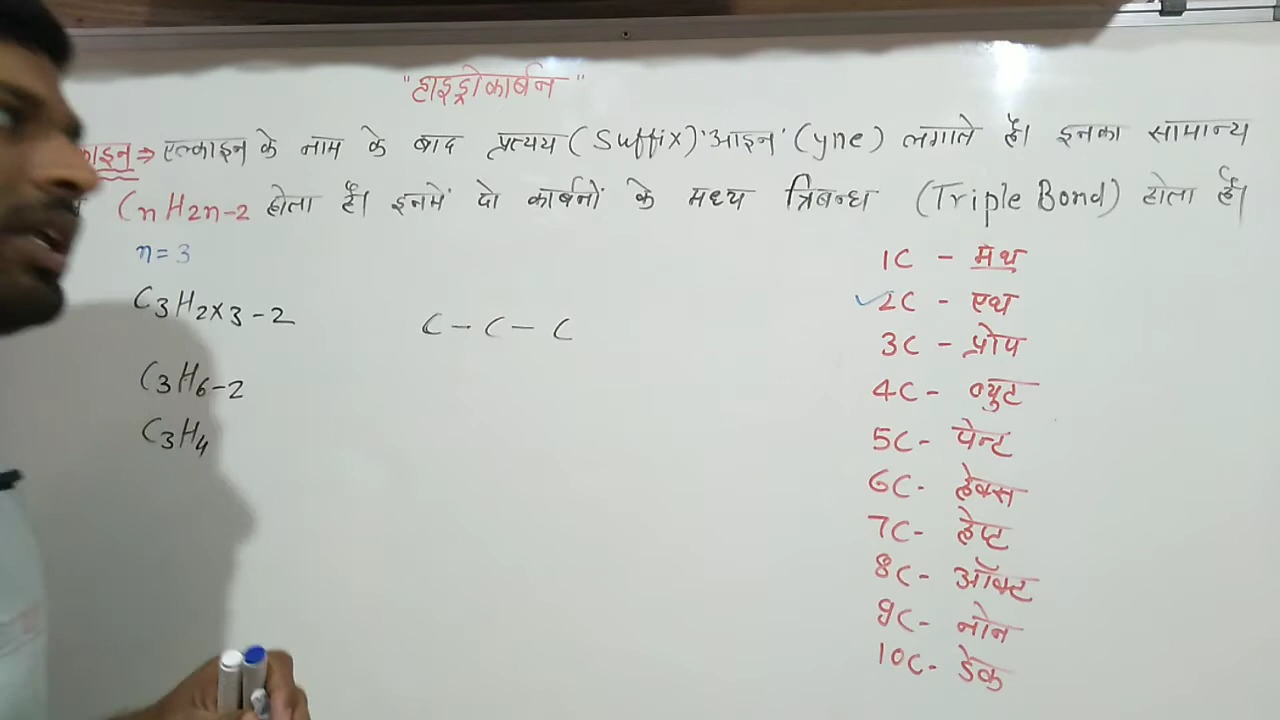 "हाइड्रोकार्बन"
काइन ⇒ एल्काइन के नाम के बाद प्रत्यय (Suffix) 'आइन' (yne) लगाते हैं। इनका सामान्य
CnH2n-2 होता है। इनमें दो कार्बनों के मध्य त्रिबन्ध (Triple Bond) होता है।
n = 3
C3H2×3-2
C3H6-2
C3H4
C - C - C
1C - मेथ
✓2C - एथ
3C - प्रोप
4C - ब्युट
5C - पेन्ट
6C - हेक्स
7C - हेप्ट
8C - ऑक्ट
9C - नोन
10C - डेक